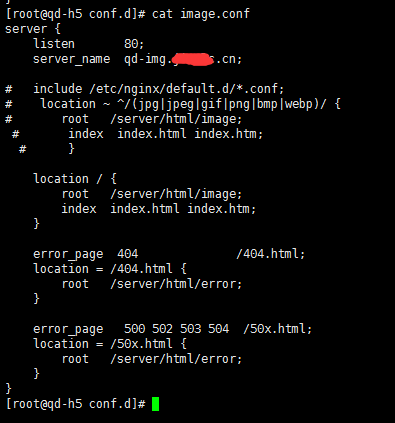 [root@qd-h5 conf.d]# cat image.conf
server {
    listen       80;
    server_name  qd-img. .cn;

#   include /etc/nginx/default.d/*.conf;
#    location ~ ^/(jpg|jpeg|gif|png|bmp|webp)/ {
#       root   /server/html/image;
 #       index  index.html index.htm;
  #      }

    location / {
        root   /server/html/image;
        index  index.html index.htm;
    }

    error_page  404              /404.html;
    location = /404.html {
        root   /server/html/error;
    }

    error_page   500 502 503 504  /50x.html;
    location = /50x.html {
        root   /server/html/error;
    }
}
[root@qd-h5 conf.d]#